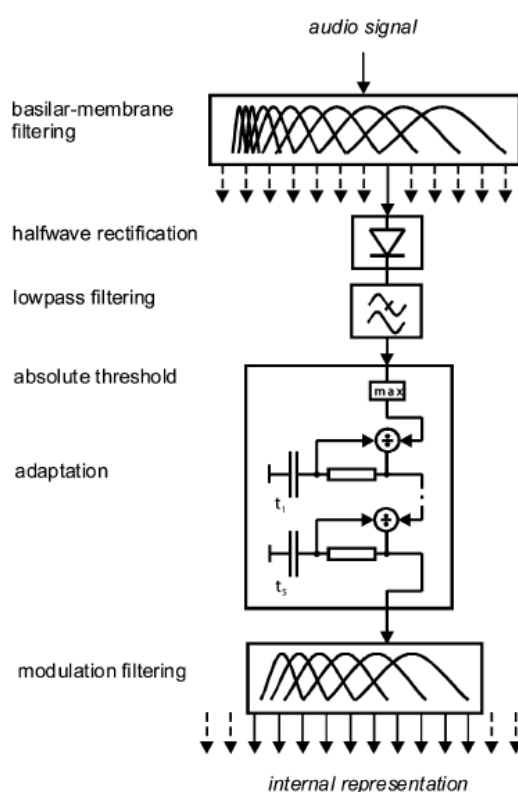 audio signal
basilar-membrane
filtering
halfwave rectification
lowpass filtering
absolute threshold
max
adaptation
÷
t₁
÷
t₅
modulation filtering
internal representation